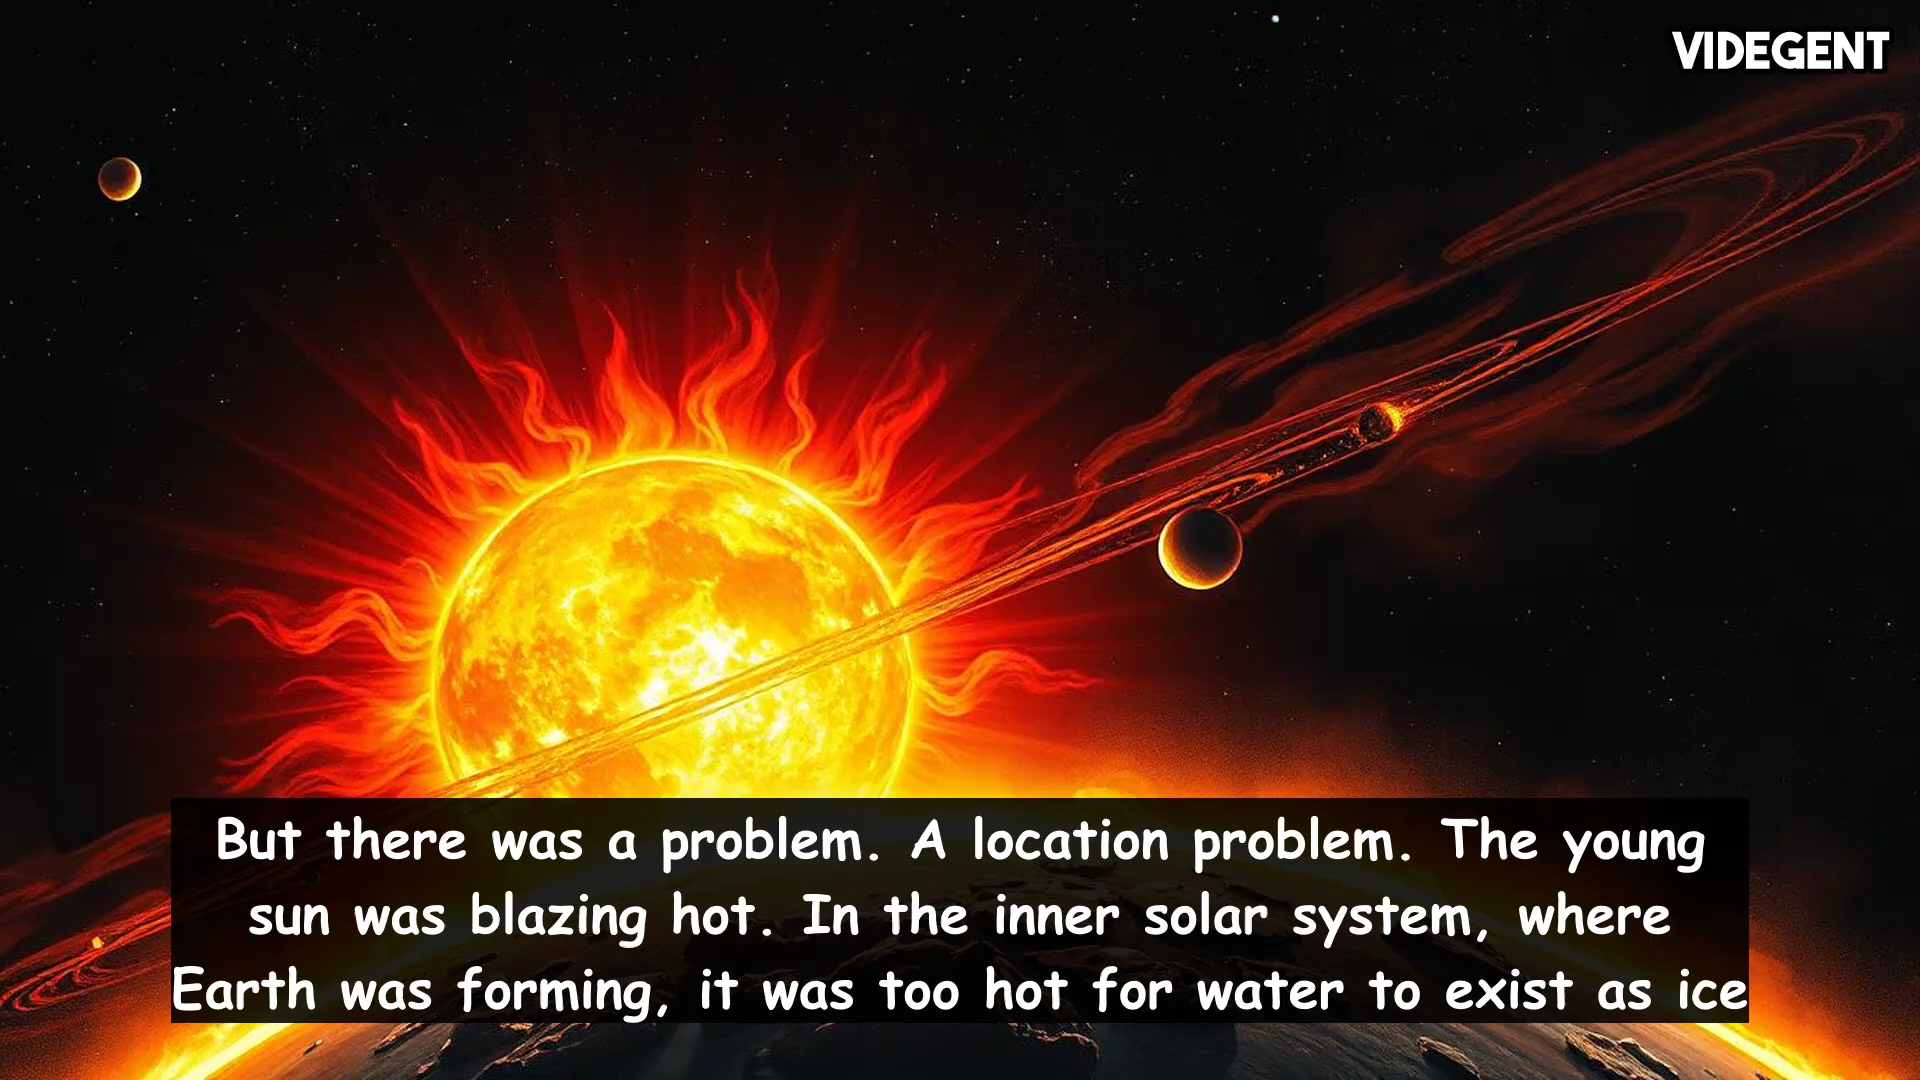 VIDEGENT
But there was a problem. A location problem. The young
sun was blazing hot. In the inner solar system, where
Earth was forming, it was too hot for water to exist as ice